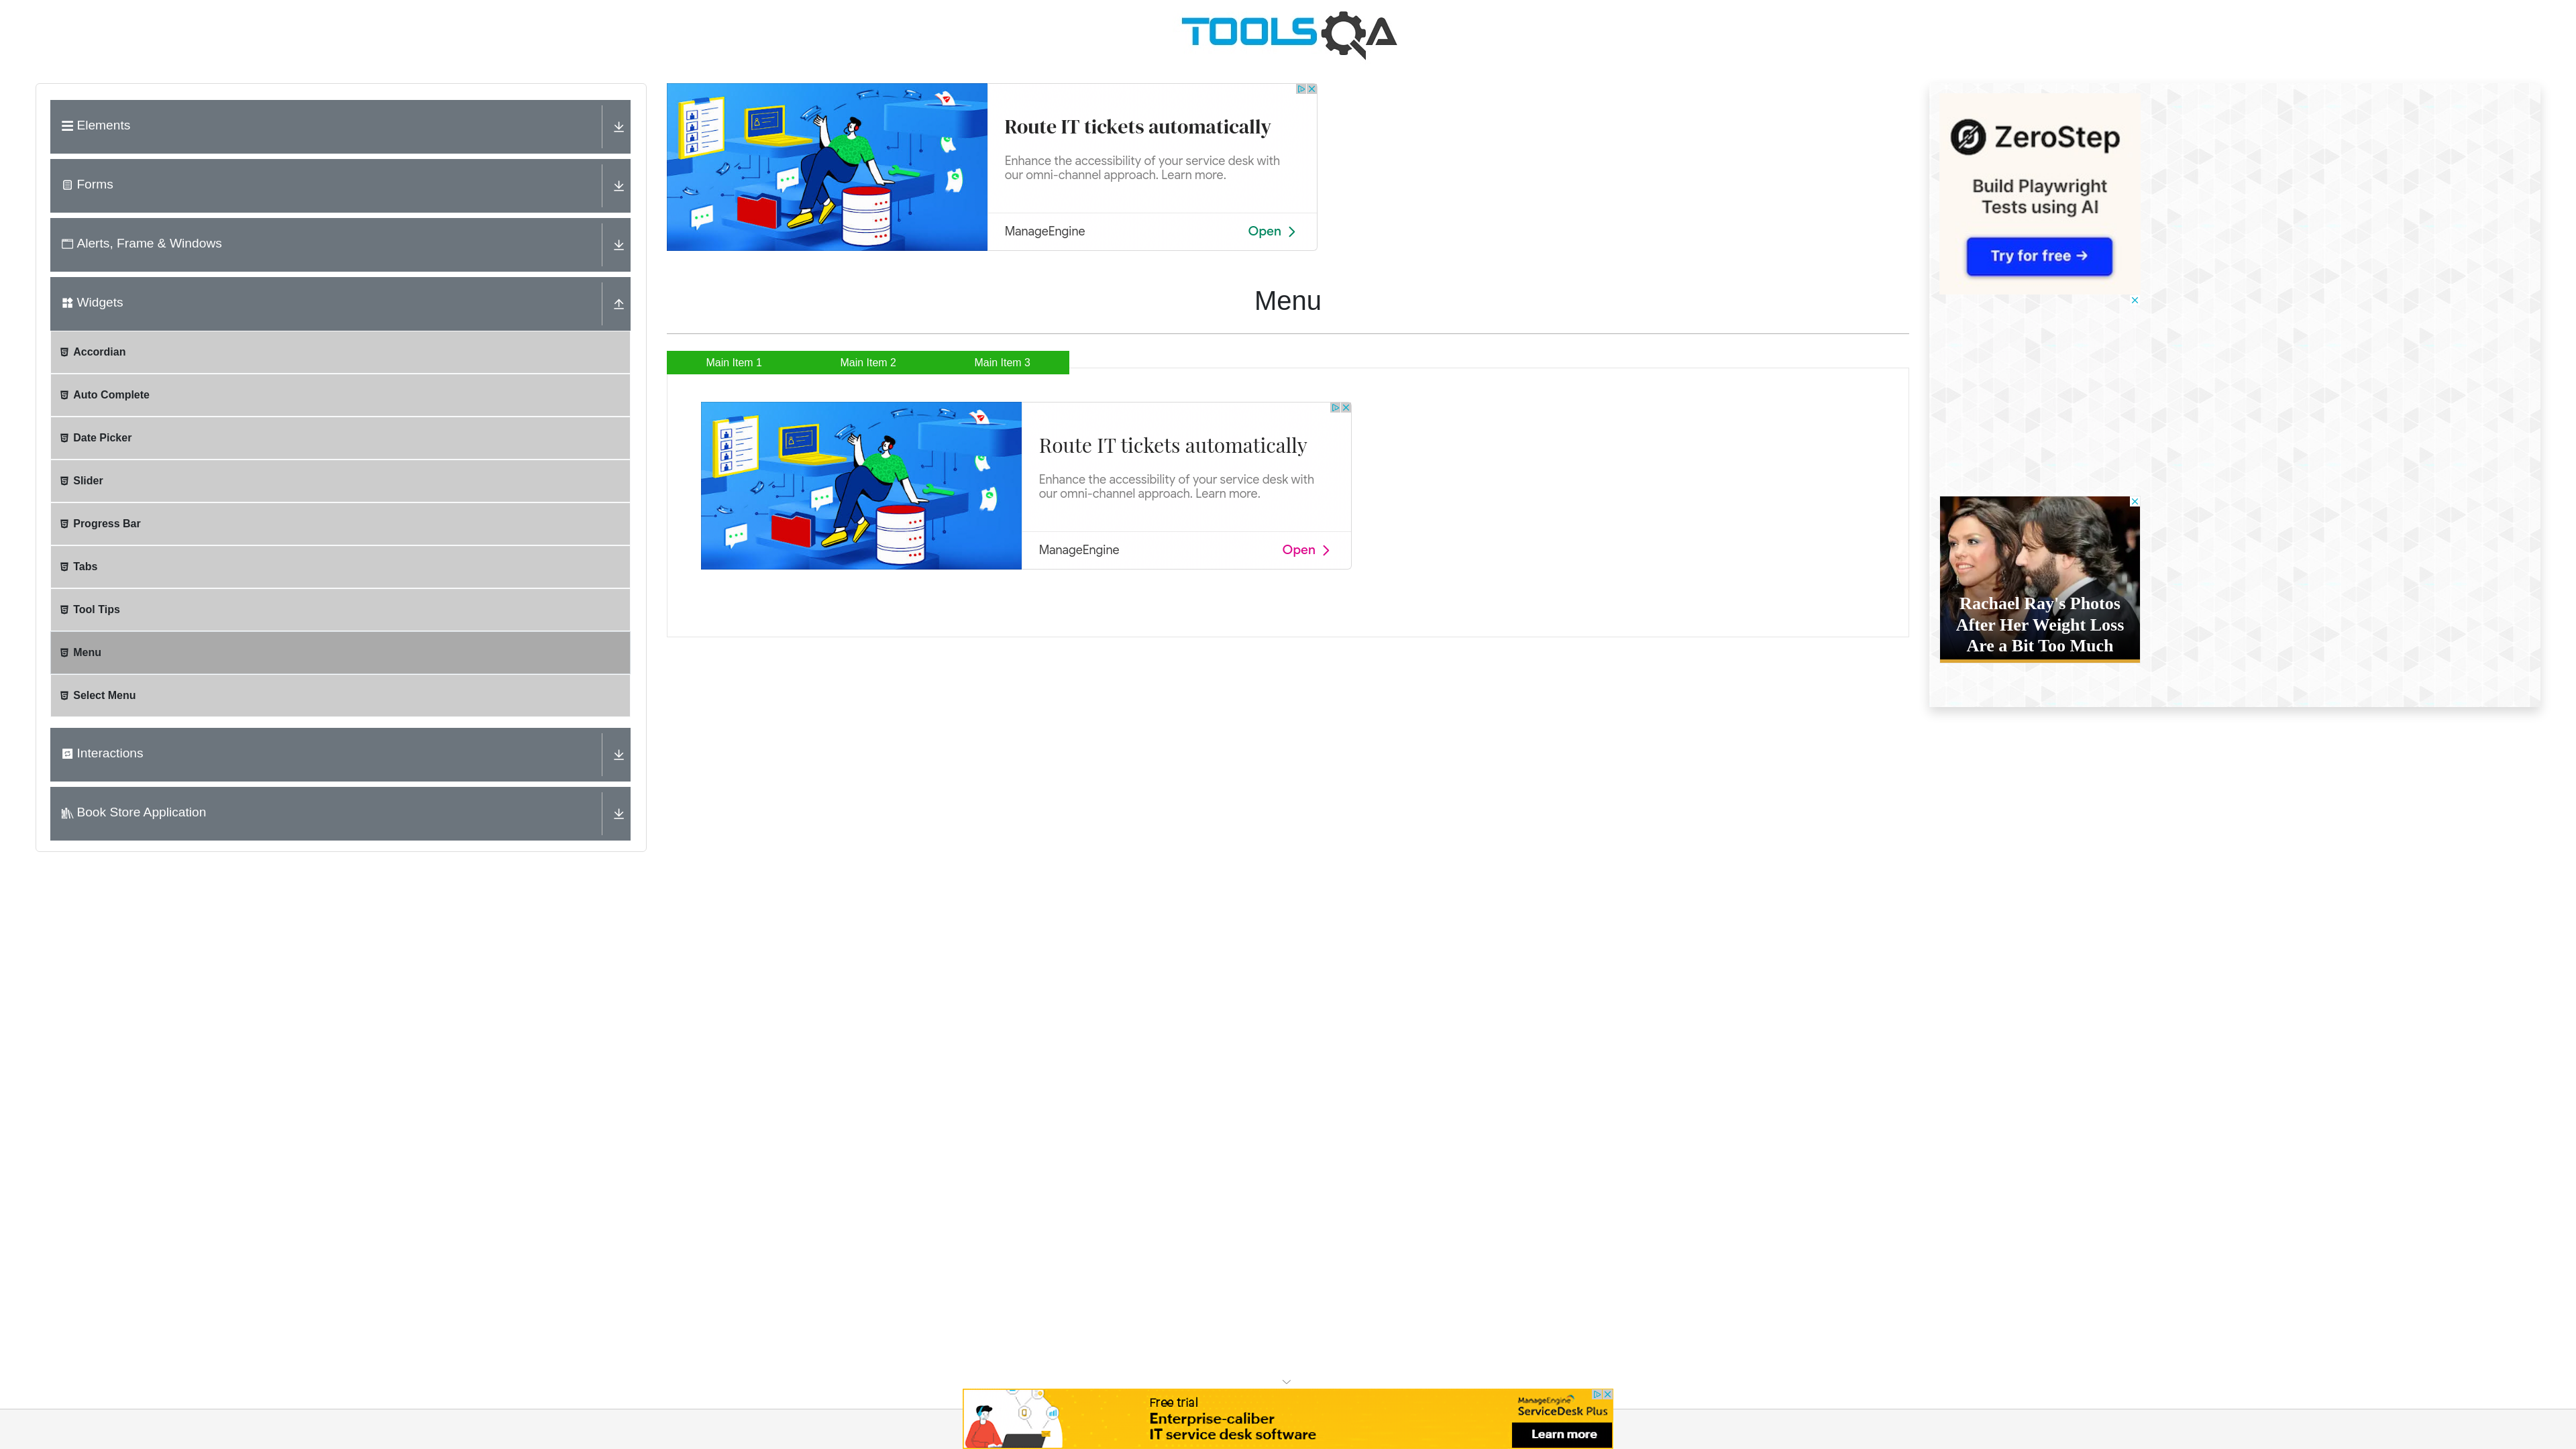 TOOLSQA
Elements
Forms
Alerts, Frame & Windows
Widgets
Accordian
Auto Complete
Date Picker
Slider
Progress Bar
Tabs
Tool Tips
Menu
Select Menu
Interactions
Book Store Application
Route IT tickets automatically
Enhance the accessibility of your service desk with
our omni-channel approach. Learn more.
ManageEngine
Open
Menu
Main Item 1
Main Item 2
Main Item 3
Route IT tickets automatically
Enhance the accessibility of your service desk with
our omni-channel approach. Learn more.
ManageEngine
Open
ZeroStep
Build Playwright
Tests using AI
Try for free →
Rachael Ray's Photos
After Her Weight Loss
Are a Bit Too Much
Free trial
Enterprise-caliber
IT service desk software
ManageEngine
ServiceDesk Plus
Learn more